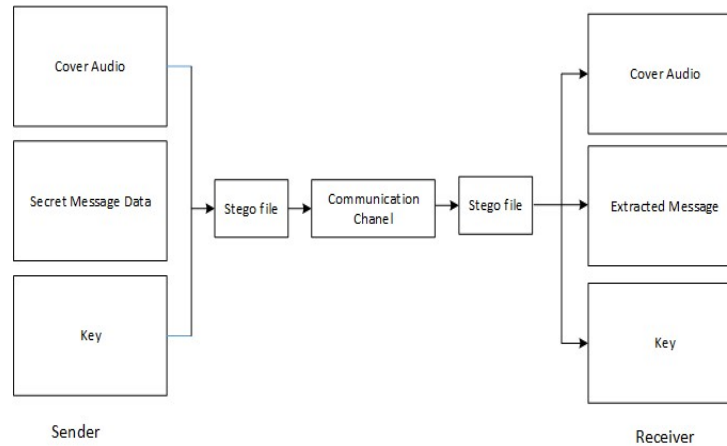 Cover Audio
Secret Message Data
Key
Sender
Stego file
Communication
Chanel
Stego file
Cover Audio
Extracted Message
Key
Receiver